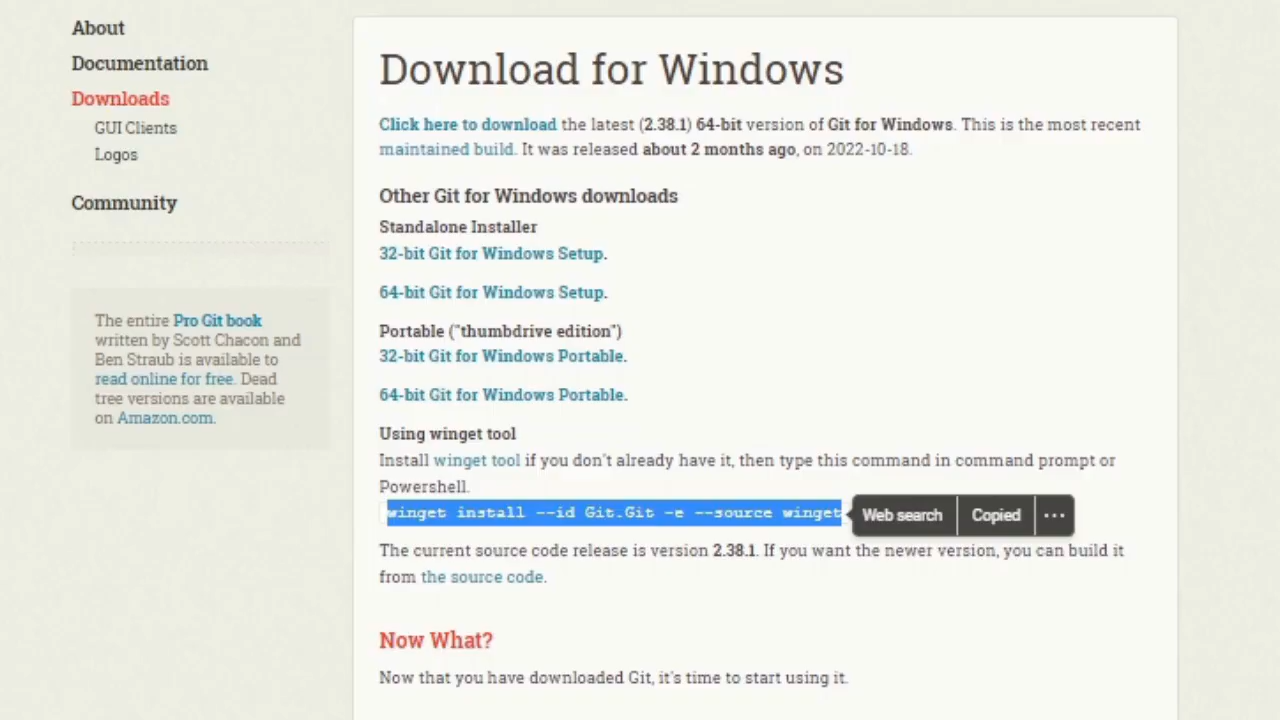 About
Documentation
Downloads
GUI Clients
Logos
Community
The entire Pro Git book
written by Scott Chacon and
Ben Straub is available to
read online for free. Dead
tree versions are available
on Amazon.com.
Download for Windows
Click here to download the latest (2.38.1) 64-bit version of Git for Windows. This is the most recent
maintained build. It was released about 2 months ago, on 2022-10-18.
Other Git for Windows downloads
Standalone Installer
32-bit Git for Windows Setup.
64-bit Git for Windows Setup.
Portable ("thumbdrive edition")
32-bit Git for Windows Portable.
64-bit Git for Windows Portable.
Using winget tool
Install winget tool if you don't already have it, then type this command in command prompt or
Powershell.
winget install --id Git.Git -e --source winget
Web search Copied ...
The current source code release is version 2.38.1. If you want the newer version, you can build it
from the source code.
Now What?
Now that you have downloaded Git, it's time to start using it.